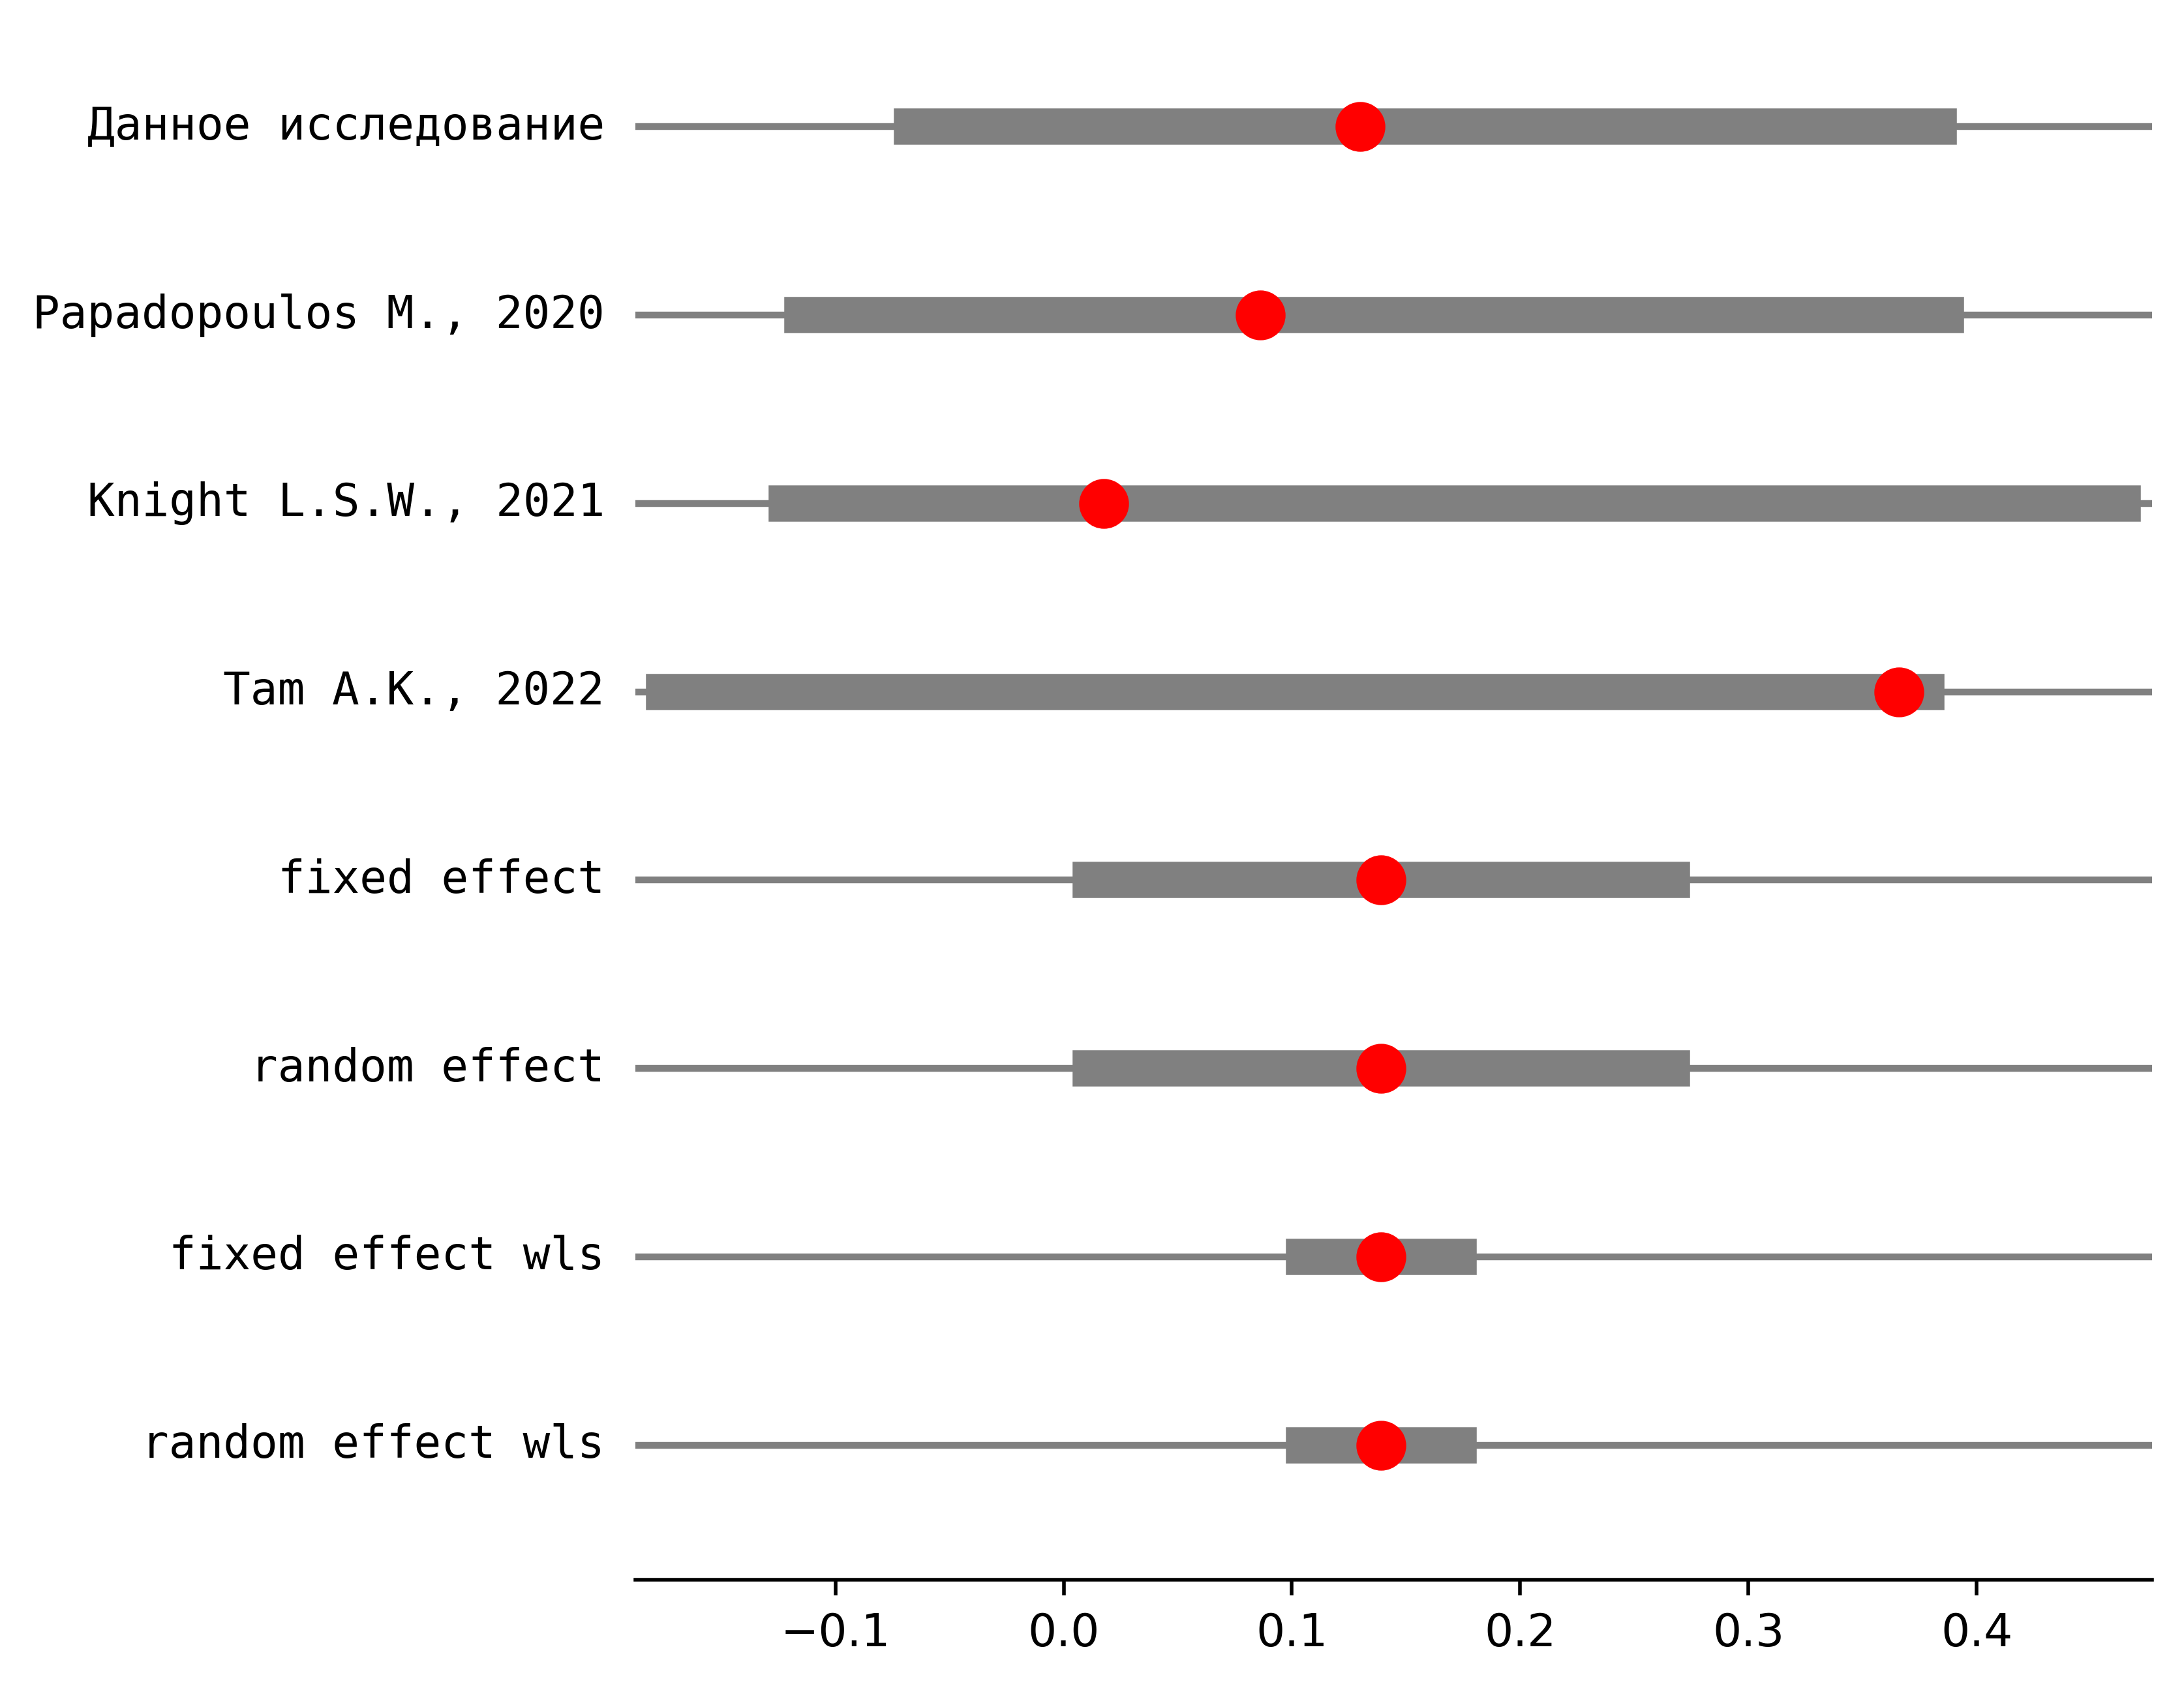 Данное исследование
Papadopoulos M., 2020
Knight L.S.W., 2021
Tam A.K., 2022
fixed effect
random effect
fixed effect wls
random effect wls
−0.1 0.0 0.1 0.2 0.3 0.4